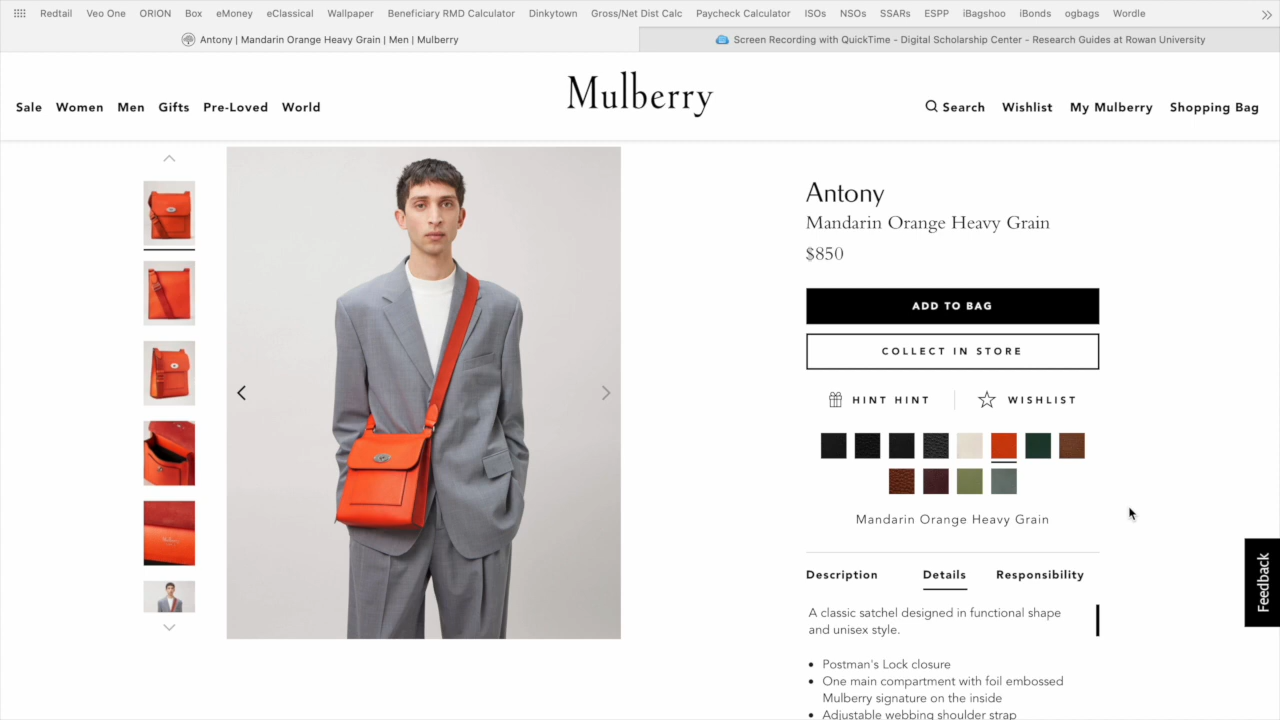 Redtail Veo One ORION Box eMoney eClassical Wallpaper Beneficiary RMD Calculator Dinkytown Gross/Net Dist Calc Paycheck Calculator ISOs NSOs SSARs ESPP iBagshoo iBonds ogbags Wordle
Antony | Mandarin Orange Heavy Grain | Men | Mulberry
Screen Recording with QuickTime - Digital Scholarship Center - Research Guides at Rowan University
Mulberry
Sale Women Men Gifts Pre-Loved World
Search Wishlist My Mulberry Shopping Bag
Antony
Mandarin Orange Heavy Grain
$850
ADD TO BAG
COLLECT IN STORE
HINT HINT WISHLIST
Mandarin Orange Heavy Grain
Description Details Responsibility
A classic satchel designed in functional shape
and unisex style.
• Postman's Lock closure
• One main compartment with foil embossed
Mulberry signature on the inside
• Adjustable webbing shoulder strap
Feedback
Mulberry